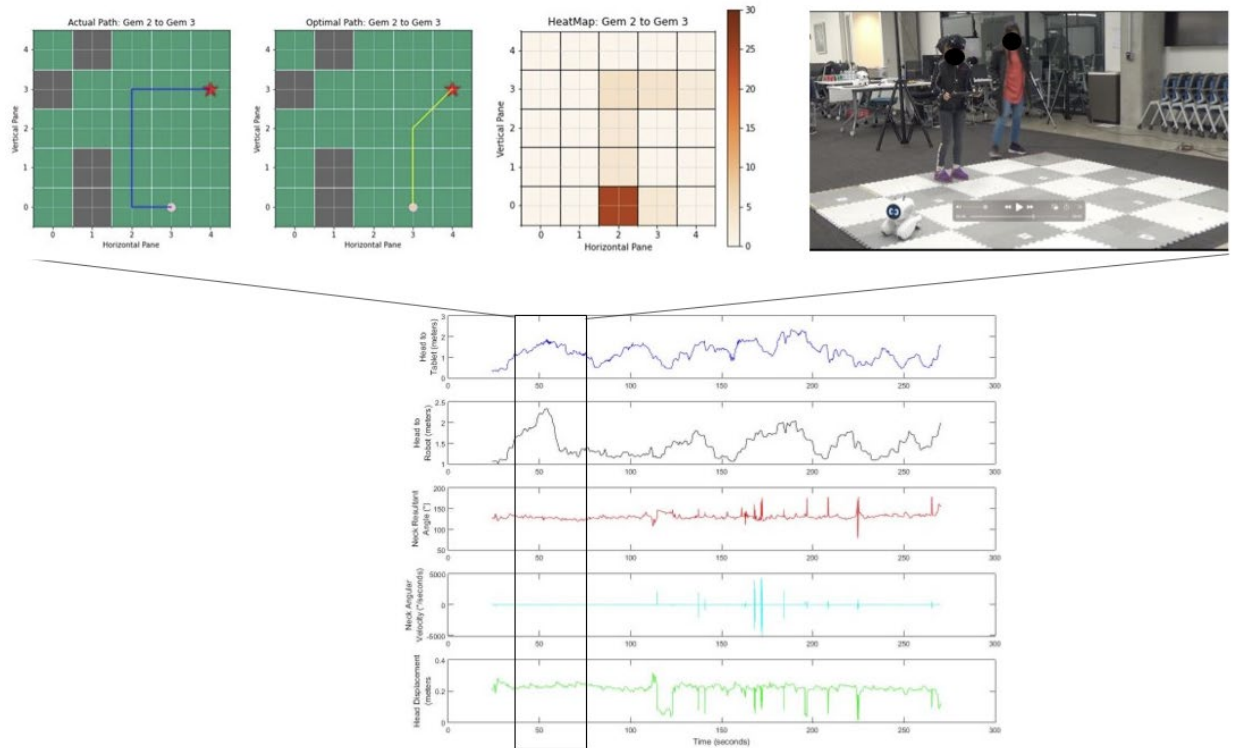 Actual Path: Gem 2 to Gem 3
Vertical Pane
4
3
2
1
0
0 1 2 3 4
Horizontal Pane
Optimal Path: Gem 2 to Gem 3
Vertical Pane
4
3
2
1
0
0 1 2 3 4
Horizontal Pane
HeatMap: Gem 2 to Gem 3
Vertical Pane
4
3
2
1
0
0 1 2 3 4
Horizontal Pane
30
25
20
15
10
5
0
Head to
Tablet (meters)
3
2
1
0
0 50 100 150 200 250 300
Head to
Robot (meters)
2.5
2
1.5
1
0 50 100 150 200 250 300
Neck Resultant
Angle (°)
200
150
100
50
0 50 100 150 200 250 300
Neck Angular
Velocity (°/seconds)
5000
0
-5000
0 50 100 150 200 250 300
Head Displacement
(meters
0.4
0.2
0
0 50 100 150 200 250 300
Time (seconds)